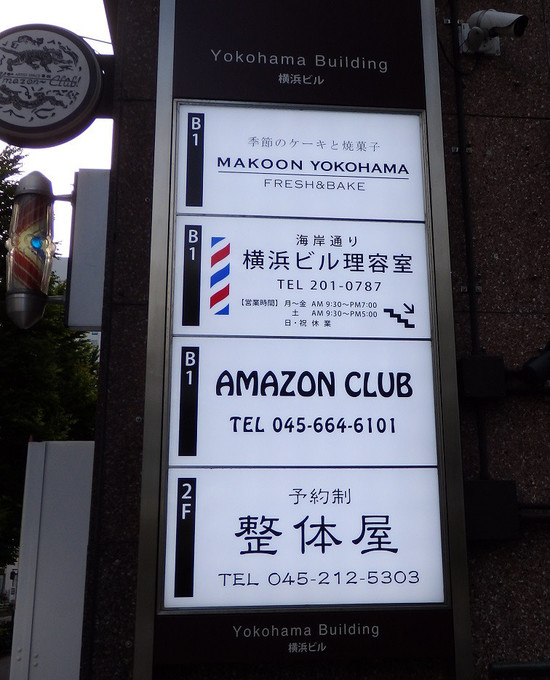 Yokohama Building
横浜ビル
Amazon Club!
B1
季節のケーキと焼菓子
MAKOON YOKOHAMA
FRESH&BAKE
B1
海岸通り
横浜ビル理容室
TEL 201-0787
【営業時間】 月～金 AM 9:30～PM7:00
土 AM 9:30～PM5:00
日・祝 休 業
B1
AMAZON CLUB
TEL 045-664-6101
2F
予約制
整体屋
TEL 045-212-5303
Yokohama Building
横浜ビル